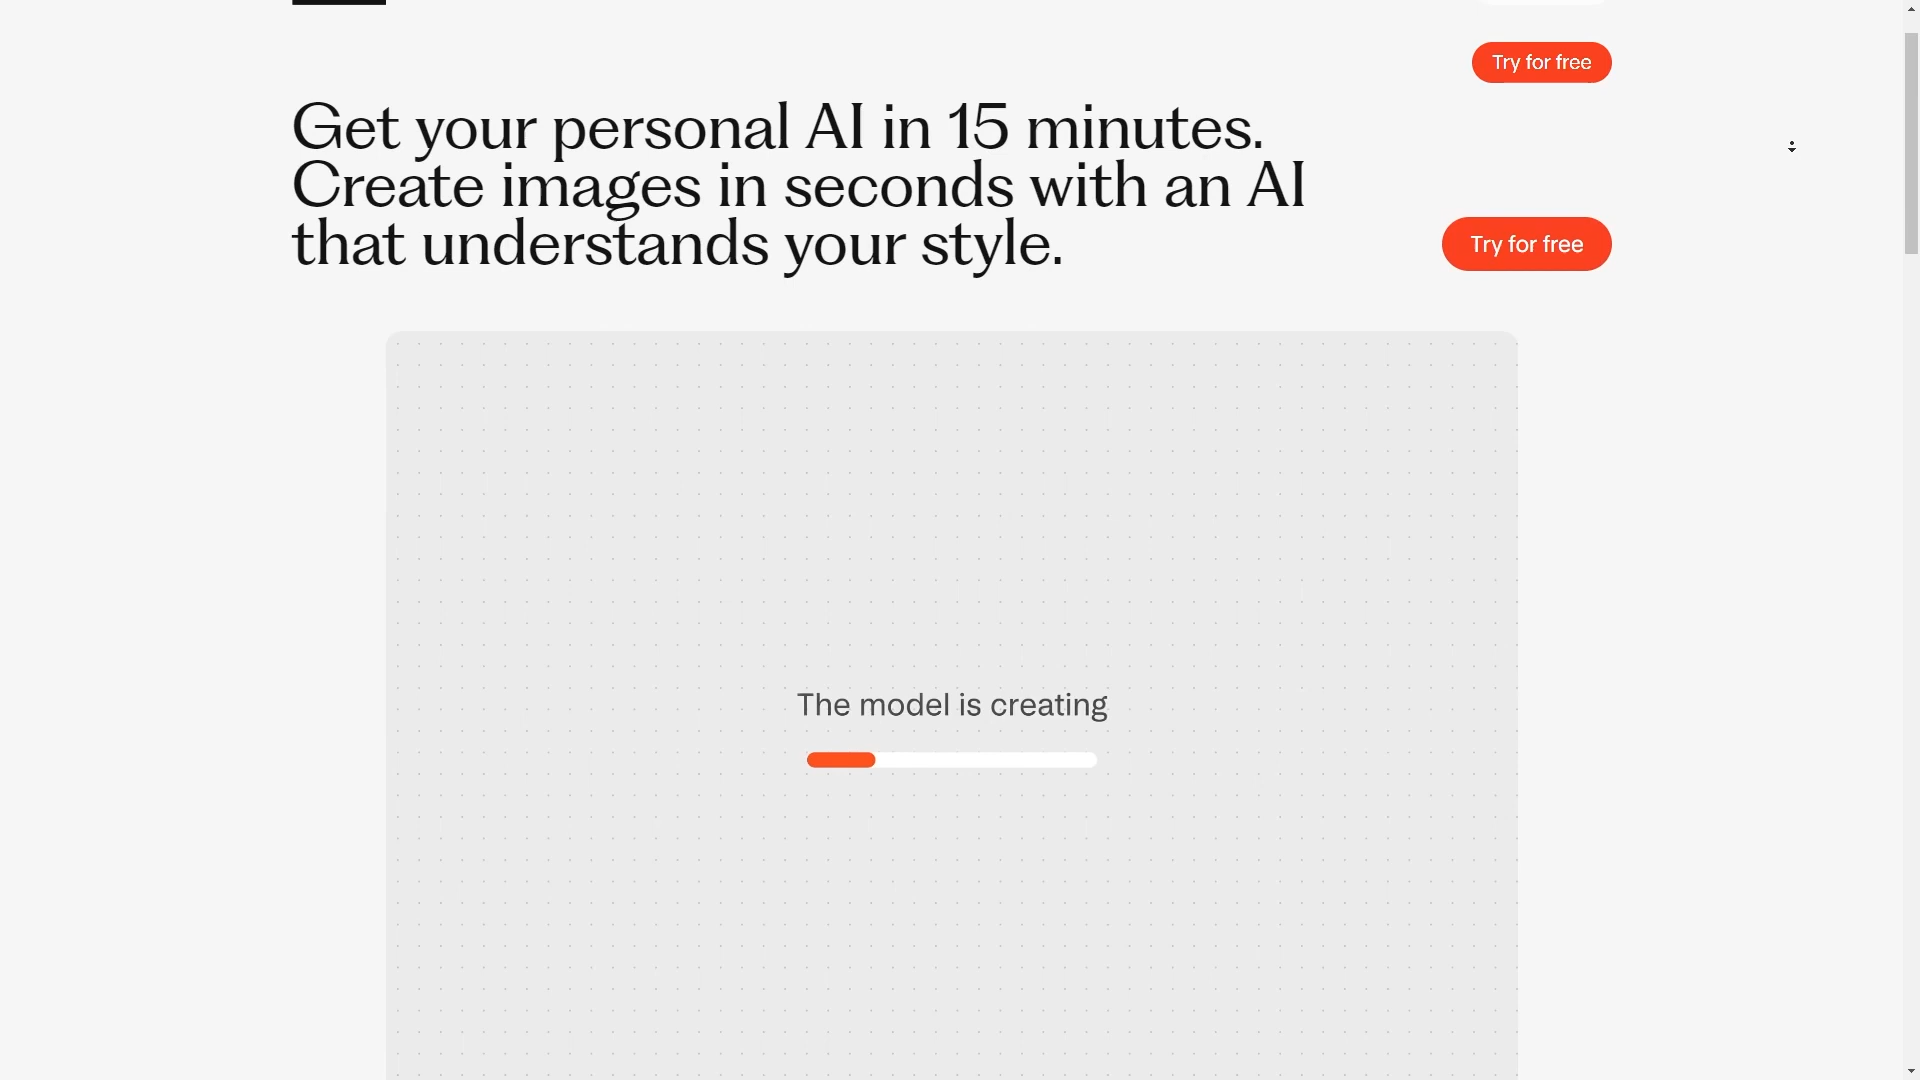 Try for free
Get your personal AI in 15 minutes.
Create images in seconds with an AI
that understands your style.
Try for free
The model is creating